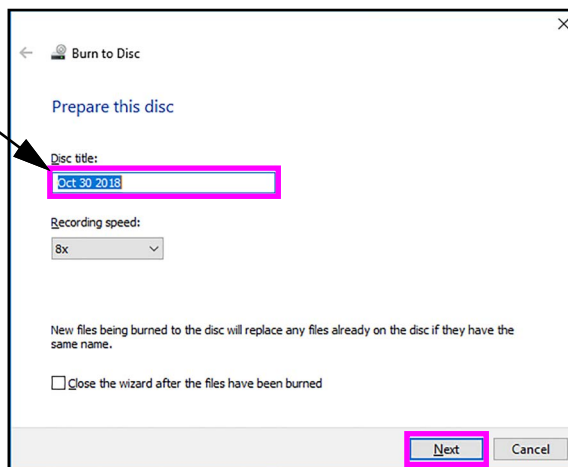 Burn to Disc
Prepare this disc
Disc title:
Oct 30 2018
Recording speed:
8x
New files being burned to the disc will replace any files already on the disc if they have the
same name.
Close the wizard after the files have been burned
Next Cancel